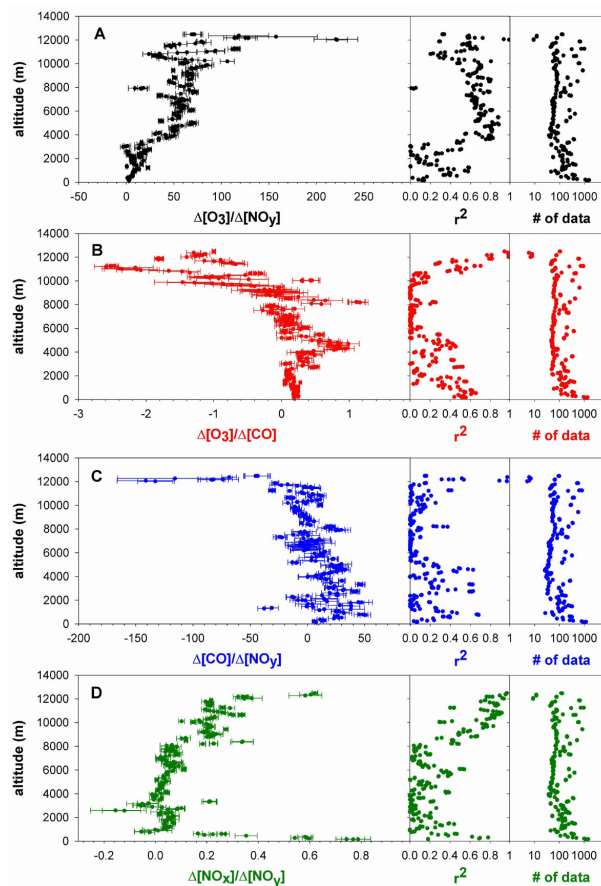 A
altitude (m)
14000
12000
10000
8000
6000
4000
2000
0
-50 0 50 100 150 200 250
0.0 0.2 0.4 0.6 0.8 1
10 100 1000
Δ[O₃]/Δ[NOy] r² # of data
B
altitude (m)
14000
12000
10000
8000
6000
4000
2000
0
-3 -2 -1 0 1
0.0 0.2 0.4 0.6 0.8 1
10 100 1000
Δ[O₃]/Δ[CO] r² # of data
C
altitude (m)
14000
12000
10000
8000
6000
4000
2000
0
-200 -150 -100 -50 0 50
0.0 0.2 0.4 0.6 0.8 1
10 100 1000
Δ[CO]/Δ[NOy] r² # of data
D
altitude (m)
14000
12000
10000
8000
6000
4000
2000
0
-0.2 0.0 0.2 0.4 0.6 0.8
0.0 0.2 0.4 0.6 0.8 1
10 100 1000
Δ[NOx]/Δ[NOy] r² # of data